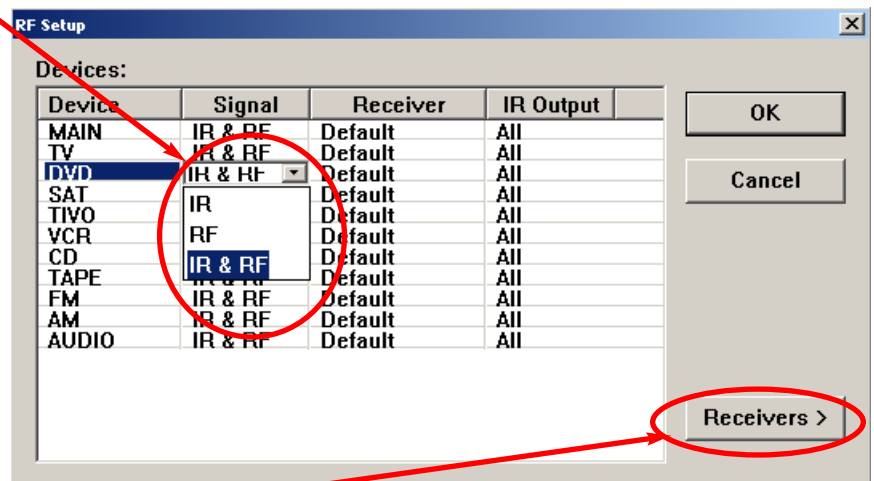 RF Setup
Devices:
Device Signal Receiver IR Output
MAIN IR & RF Default All
TV IR & RF Default All
DVD IR & RF Default All
SAT IR Default All
TIVO Default All
VCR RF Default All
CD Default All
TAPE IR & RF Default All
FM IR & RF Default All
AM IR & RF Default All
AUDIO IR & RF Default All
OK
Cancel
Receivers >